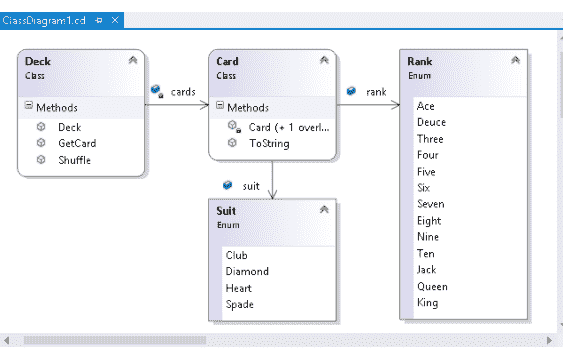 ClassDiagram1.cd
Deck
Class
Methods
Deck
GetCard
Shuffle
cards
Card
Class
Methods
Card (+ 1 overl...
ToString
rank
Rank
Enum
Ace
Deuce
Three
Four
Five
Six
Seven
Eight
Nine
Ten
Jack
Queen
King
suit
Suit
Enum
Club
Diamond
Heart
Spade